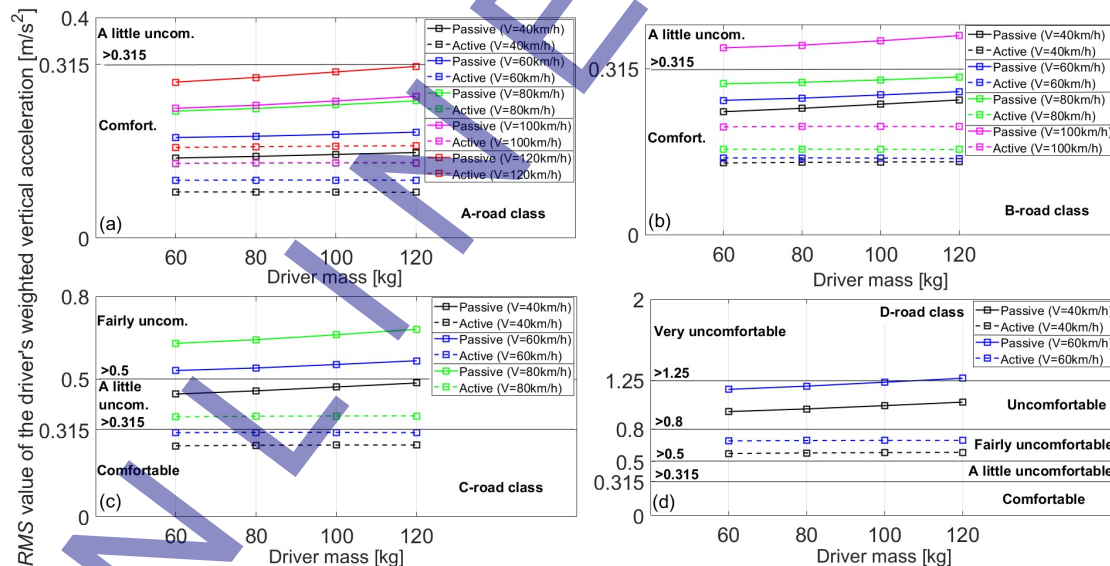 RMS value of the driver's weighted vertical acceleration [m/s²]
0.4
0.315
0
A little uncom.
>0.315
Comfort.
(a)
A-road class
60 80 100 120
Driver mass [kg]
Passive (V=40km/h)
Active (V=40km/h)
Passive (V=60km/h)
Active (V=60km/h)
Passive (V=80km/h)
Active (V=80km/h)
Passive (V=100km/h)
Active (V=100km/h)
Passive (V=120km/h)
Active (V=120km/h)
0.315
0
A little uncom.
>0.315
Comfort.
(b)
B-road class
60 80 100 120
Driver mass [kg]
Passive (V=40km/h)
Active (V=40km/h)
Passive (V=60km/h)
Active (V=60km/h)
Passive (V=80km/h)
Active (V=80km/h)
Passive (V=100km/h)
Active (V=100km/h)
0.8
0.5
0.315
0
Fairly uncom.
>0.5
A little
uncom.
>0.315
Comfortable
(c)
C-road class
60 80 100 120
Driver mass [kg]
Passive (V=40km/h)
Active (V=40km/h)
Passive (V=60km/h)
Active (V=60km/h)
Passive (V=80km/h)
Active (V=80km/h)
2
1.25
0.8
0.5
0.315
0
D-road class
Very uncomfortable
>1.25
Uncomfortable
>0.8
Fairly uncomfortable
>0.5
A little uncomfortable
>0.315
Comfortable
(d)
60 80 100 120
Driver mass [kg]
Passive (V=40km/h)
Active (V=40km/h)
Passive (V=60km/h)
Active (V=60km/h)